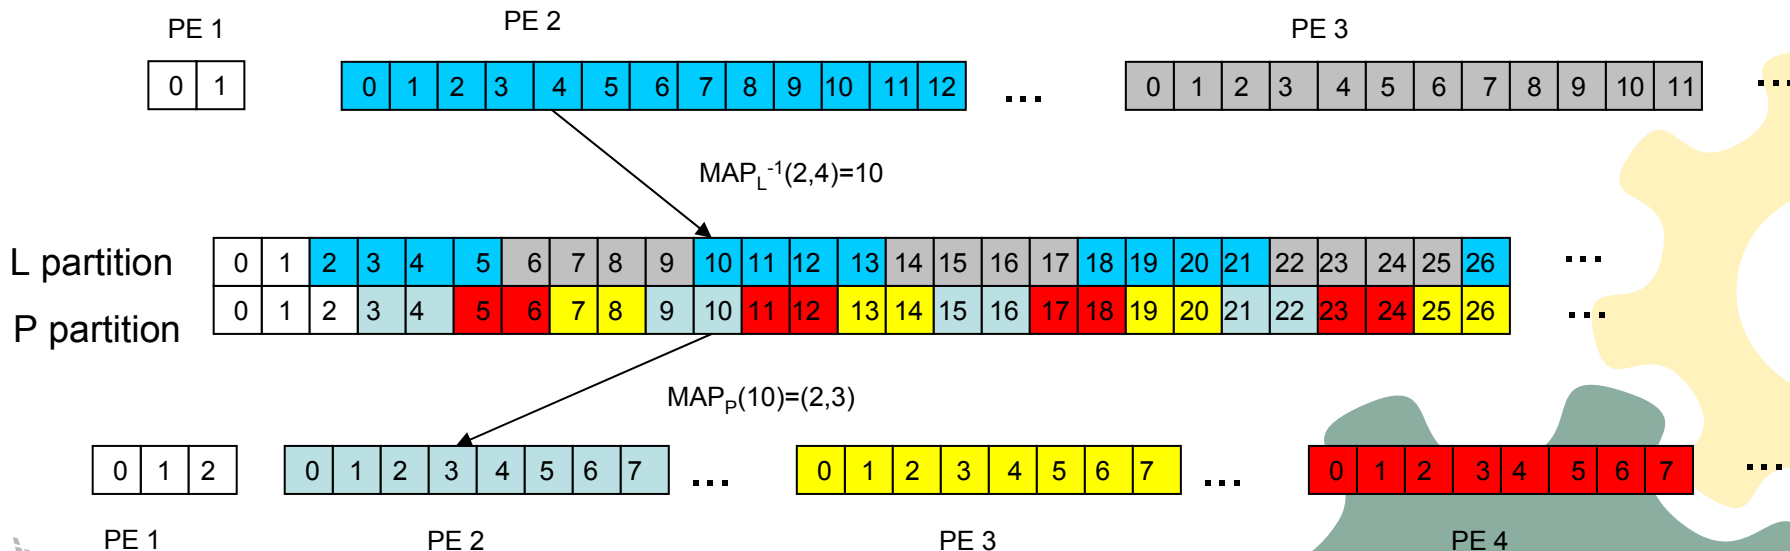 PE 1 PE 2 PE 3
0 1 0 1 2 3 4 5 6 7 8 9 10 11 12 ... 0 1 2 3 4 5 6 7 8 9 10 11 ...
MAP_L^-1(2,4)=10
L partition 0 1 2 3 4 5 6 7 8 9 10 11 12 13 14 15 16 17 18 19 20 21 22 23 24 25 26 ...
P partition 0 1 2 3 4 5 6 7 8 9 10 11 12 13 14 15 16 17 18 19 20 21 22 23 24 25 26 ...
MAP_P(10)=(2,3)
0 1 2 0 1 2 3 4 5 6 7 ... 0 1 2 3 4 5 6 7 ... 0 1 2 3 4 5 6 7 ...
PE 1 PE 2 PE 3 PE 4